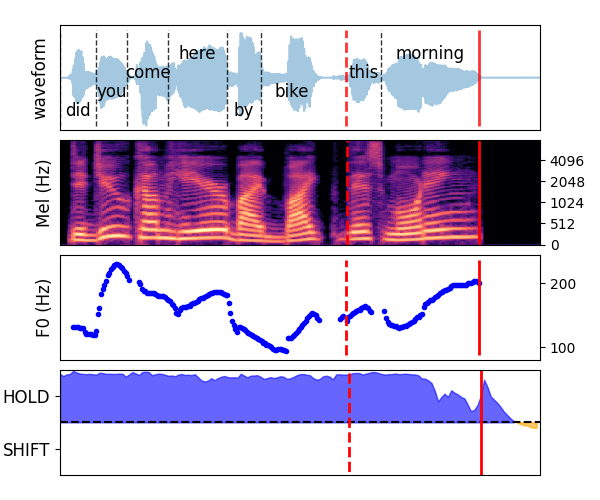 waveform
did you come here by bike this morning
Mel (Hz)
4096
2048
1024
512
0
F0 (Hz)
200
100
HOLD
SHIFT